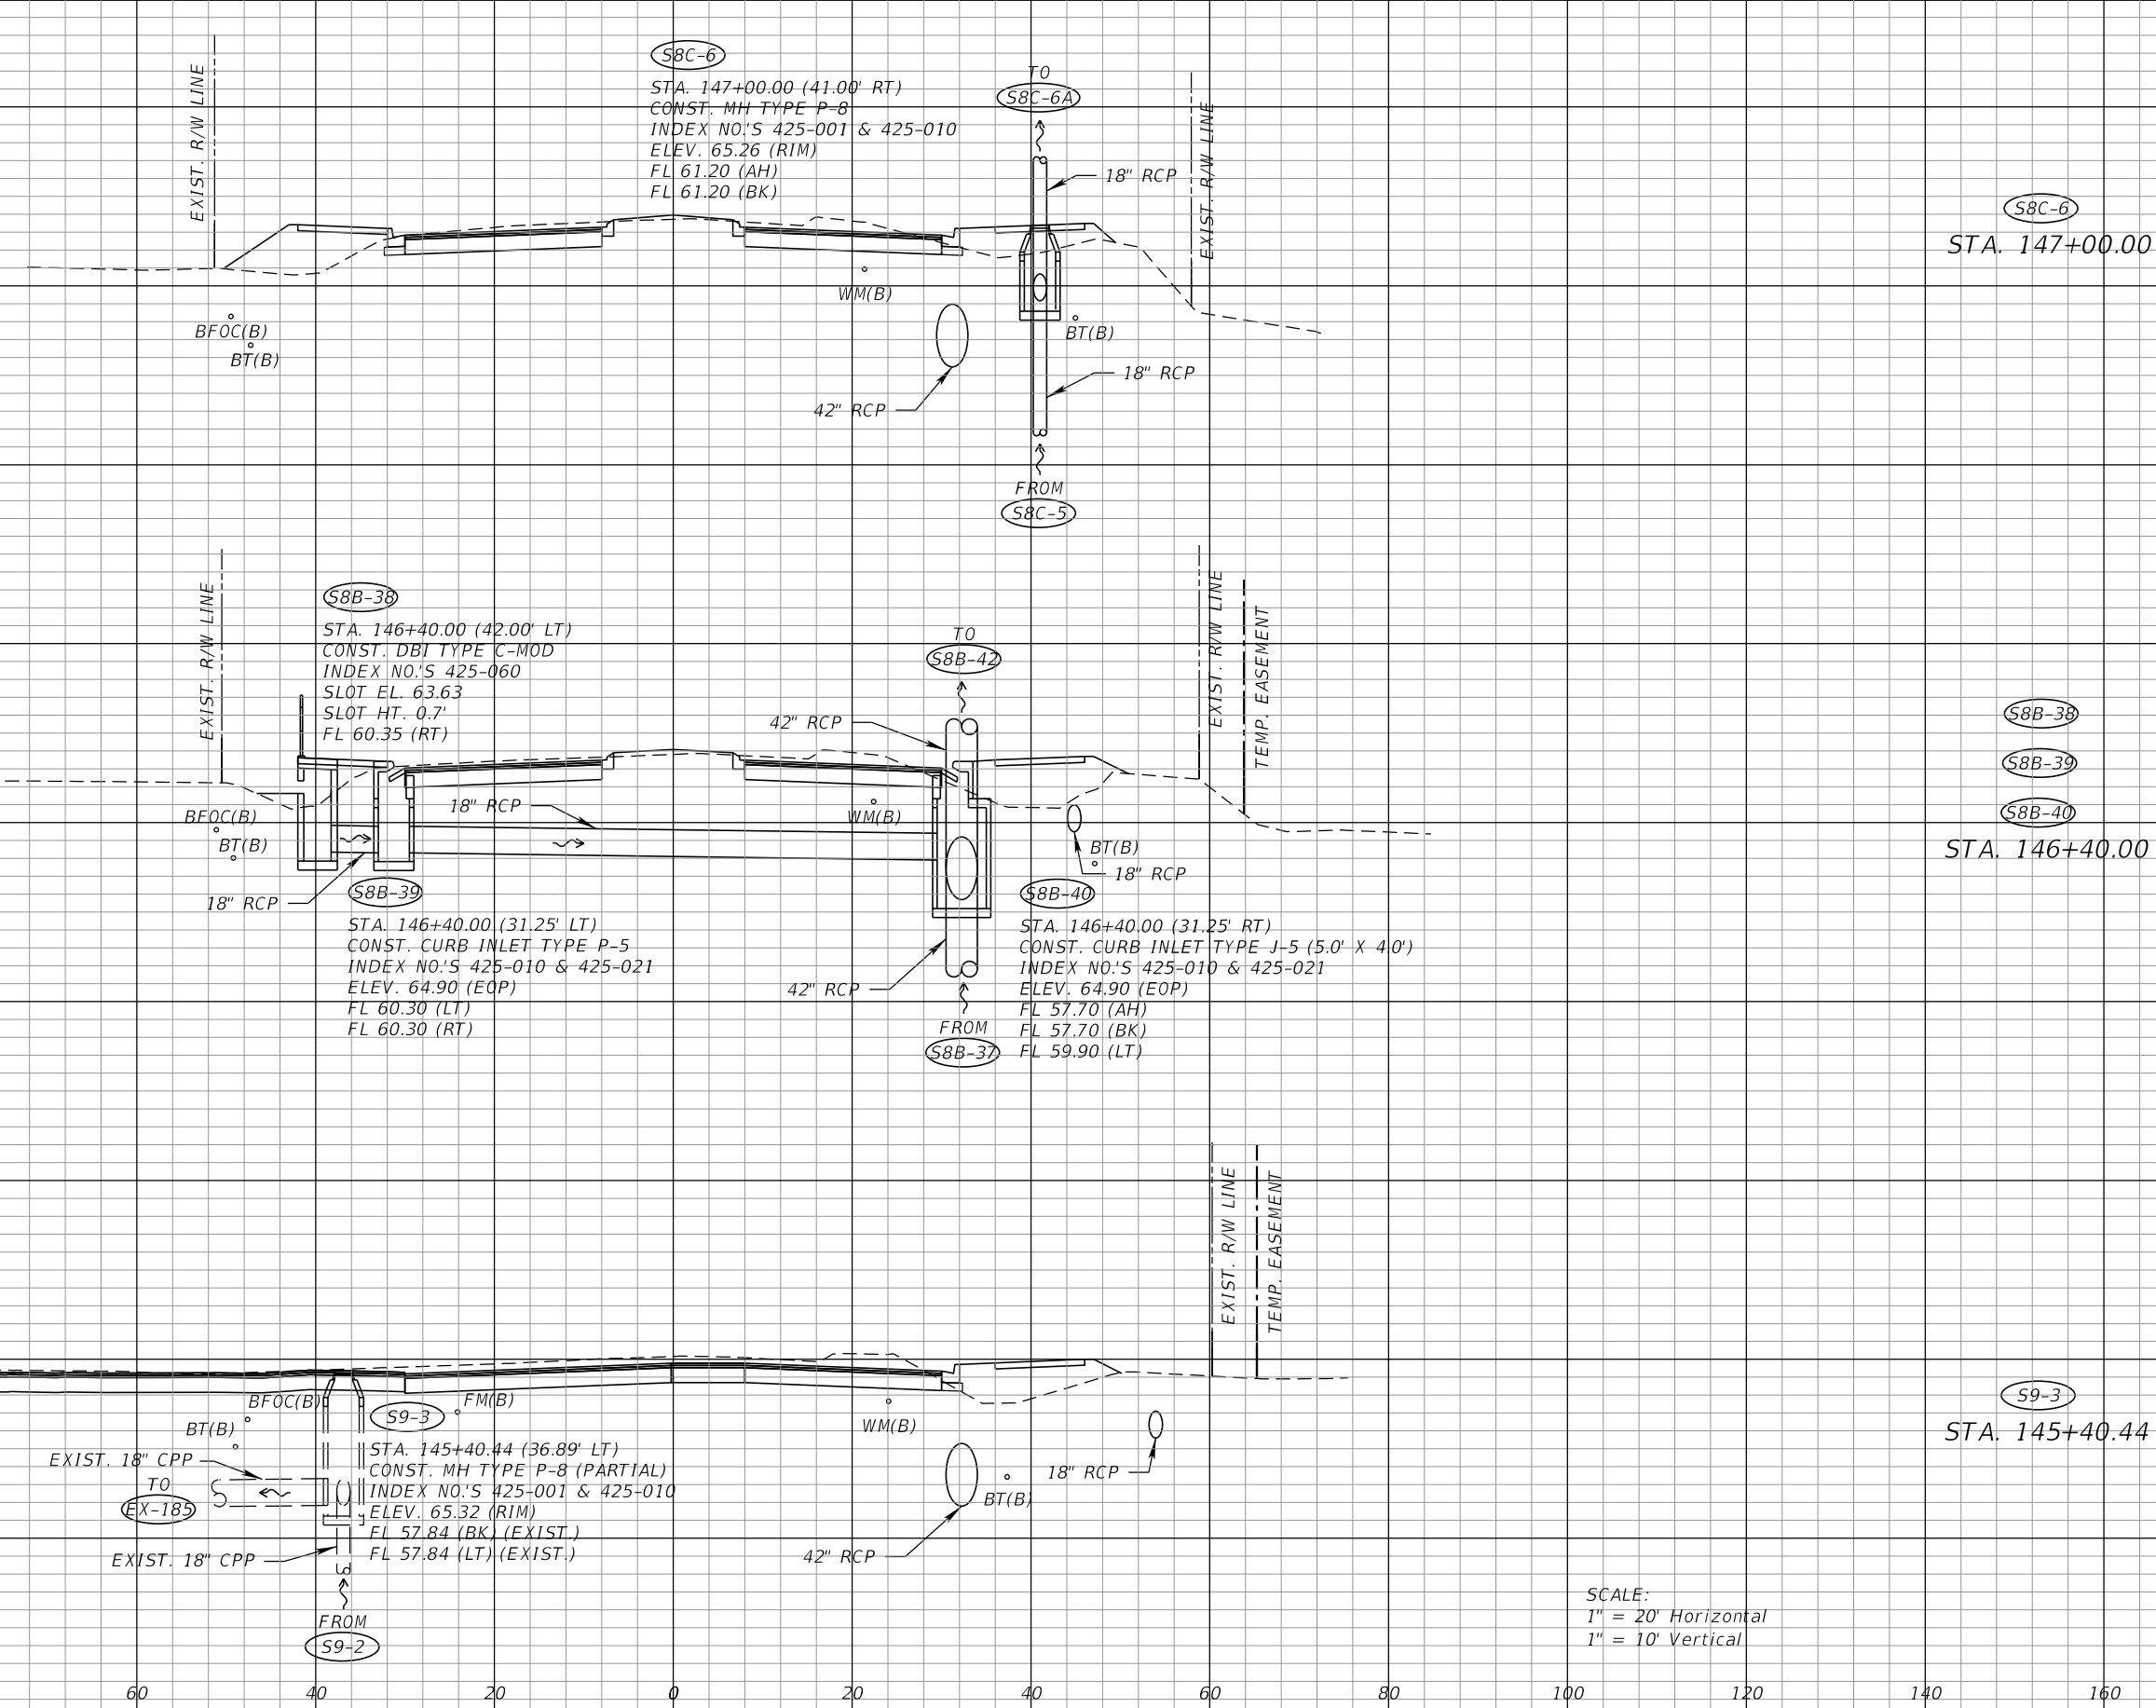 EXIST. R/W LINE
S8C-6
STA. 147+00.00 (41.00' RT)
CONST. MH TYPE P-8
INDEX NO.'S 425-001 & 425-010
ELEV. 65.26 (RIM)
FL 61.20 (AH)
FL 61.20 (BK)
TO
S8C-6A
18" RCP
EXIST. R/W LINE
S8C-6
STA. 147+00.00
WM(B)
BFOC(B)
BT(B)
BT(B)
42" RCP
18" RCP
FROM
S8C-5
EXIST. R/W LINE
S8B-38
STA. 146+40.00 (42.00' LT)
CONST. DBI TYPE C-MOD
INDEX NO.'S 425-060
SLOT EL. 63.63
SLOT HT. 0.7'
FL 60.35 (RT)
TO
S8B-42
42" RCP
EXIST. R/W LINE
TEMP. EASEMENT
S8B-38
S8B-39
S8B-40
STA. 146+40.00
BFOC(B)
BT(B)
18" RCP
WM(B)
BT(B)
18" RCP
18" RCP
S8B-39
STA. 146+40.00 (31.25' LT)
CONST. CURB INLET TYPE P-5
INDEX NO.'S 425-010 & 425-021
ELEV. 64.90 (EOP)
FL 60.30 (LT)
FL 60.30 (RT)
42" RCP
FROM
S8B-37
S8B-40
STA. 146+40.00 (31.25' RT)
CONST. CURB INLET TYPE J-5 (5.0' X 4.0')
INDEX NO.'S 425-010 & 425-021
ELEV. 64.90 (EOP)
FL 57.70 (AH)
FL 57.70 (BK)
FL 59.90 (LT)
EXIST. R/W LINE
TEMP. EASEMENT
S9-3
STA. 145+40.44
BFOC(B)
BT(B)
FM(B)
WM(B)
EXIST. 18" CPP
TO
EX-185
EXIST. 18" CPP
FROM
S9-2
S9-3
STA. 145+40.44 (36.89' LT)
CONST. MH TYPE P-8 (PARTIAL)
INDEX NO.'S 425-001 & 425-010
ELEV. 65.32 (RIM)
FL 57.84 (BK) (EXIST.)
FL 57.84 (LT) (EXIST.)
BT(B)
18" RCP
42" RCP
SCALE:
1" = 20' Horizontal
1" = 10' Vertical
60 40 20 0 20 40 60 80 100 120 140 160